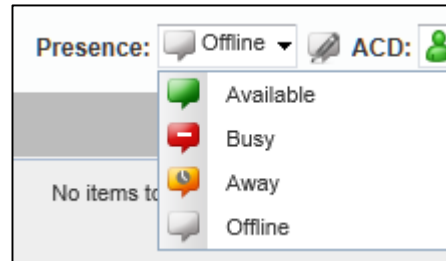 Presence: Offline ACD:
Available
Busy
Away
No items to
Offline